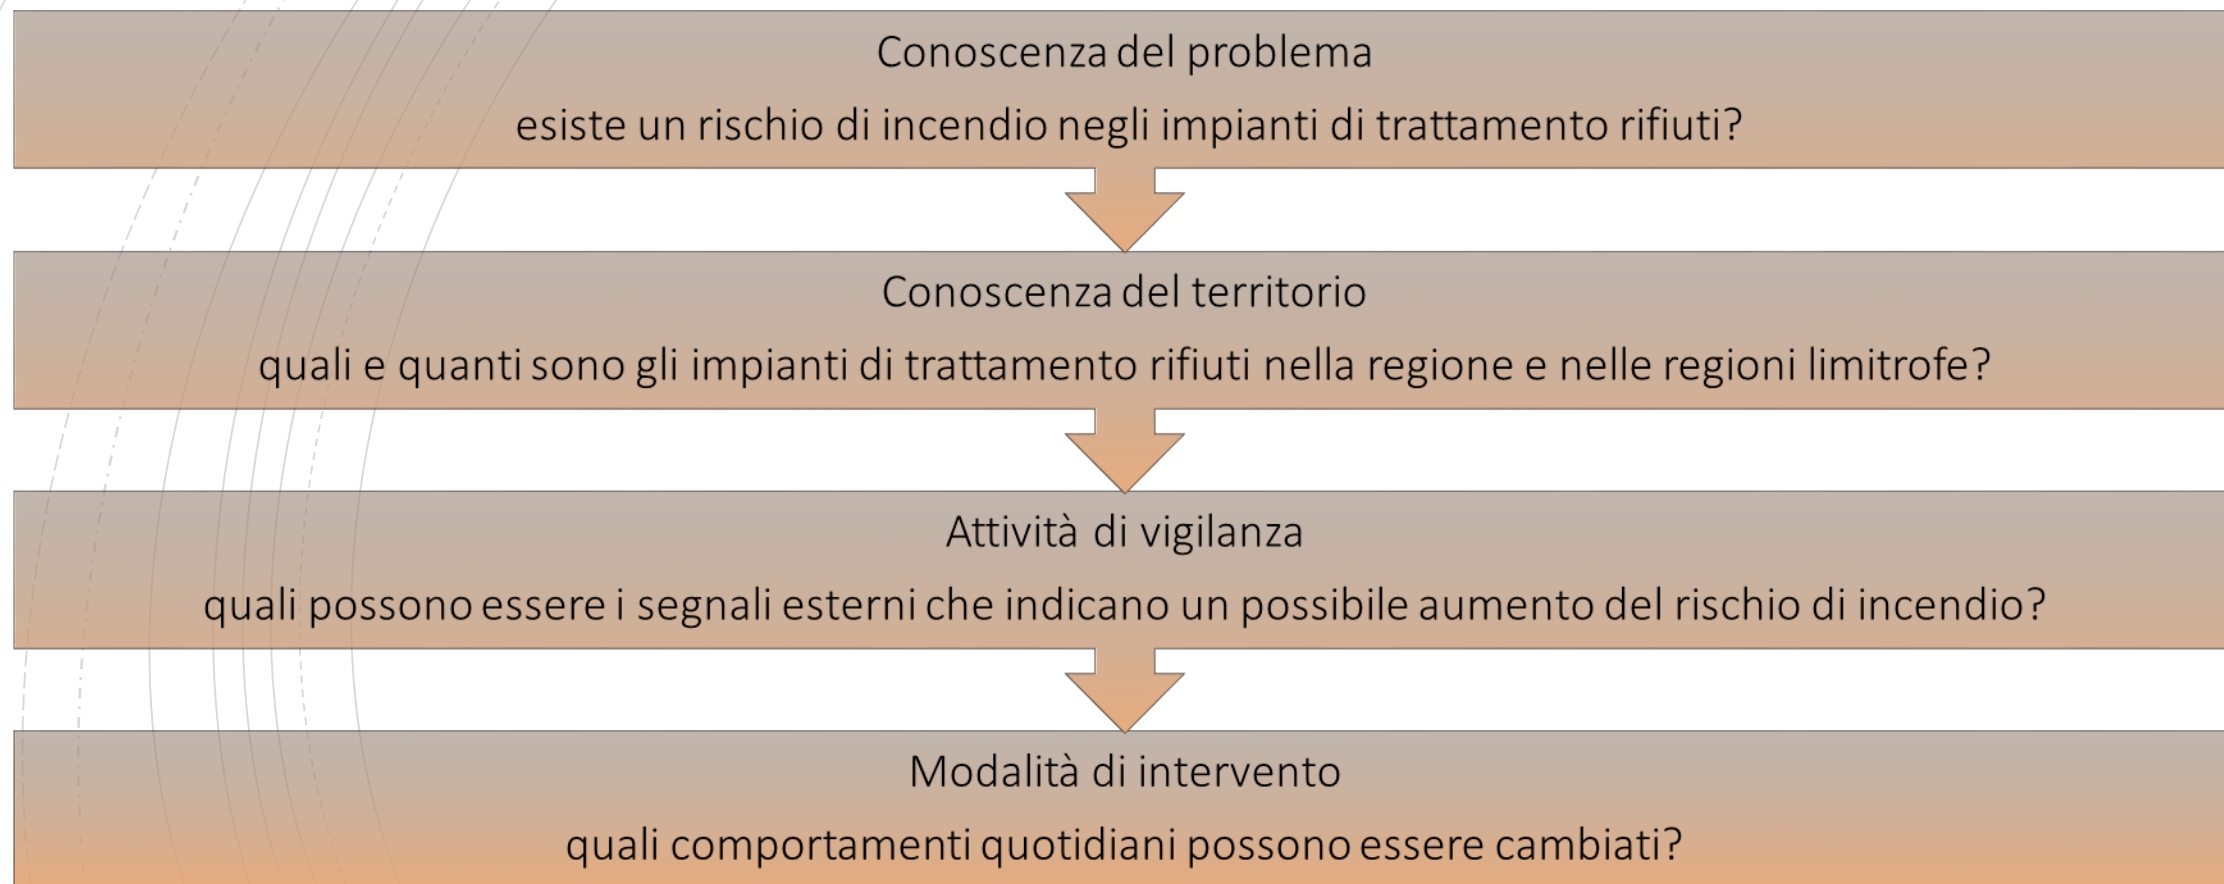 Conoscenza del problema
esiste un rischio di incendio negli impianti di trattamento rifiuti?
Conoscenza del territorio
quali e quanti sono gli impianti di trattamento rifiuti nella regione e nelle regioni limitrofe?
Attività di vigilanza
quali possono essere i segnali esterni che indicano un possibile aumento del rischio di incendio?
Modalità di intervento
quali comportamenti quotidiani possono essere cambiati?